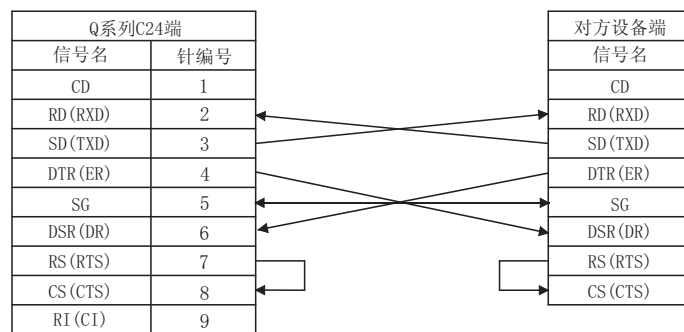 Q系列C24端 对方设备端
信号名 针编号 信号名
CD 1 CD
RD(RXD) 2 RD(RXD)
SD(TXD) 3 SD(TXD)
DTR(ER) 4 DTR(ER)
SG 5 SG
DSR(DR) 6 DSR(DR)
RS(RTS) 7 RS(RTS)
CS(CTS) 8 CS(CTS)
RI(CI) 9